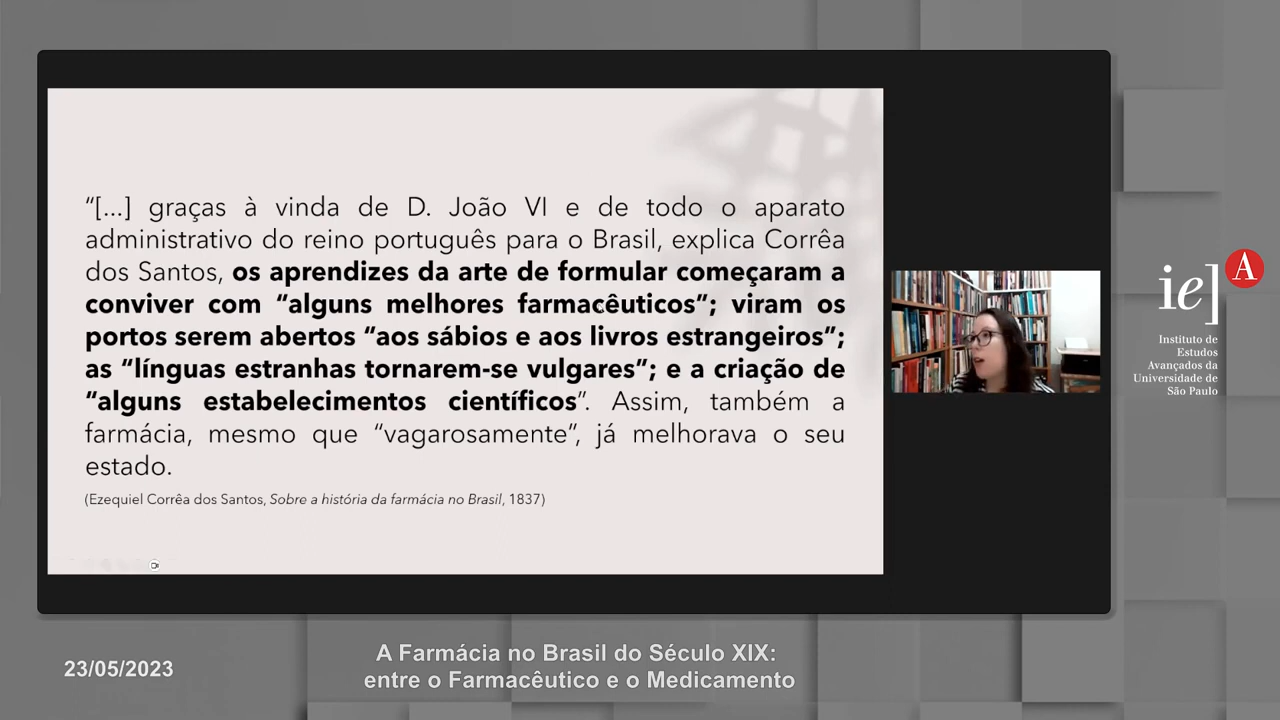 “[...] graças à vinda de D. João VI e de todo o aparato
administrativo do reino português para o Brasil, explica Corrêa
dos Santos, os aprendizes da arte de formular começaram a
conviver com “alguns melhores farmacêuticos”; viram os
portos serem abertos “aos sábios e aos livros estrangeiros”;
as “línguas estranhas tornarem-se vulgares”; e a criação de
“alguns estabelecimentos científicos”. Assim, também a
farmácia, mesmo que “vagarosamente”, já melhorava o seu
estado.
(Ezequiel Corrêa dos Santos, Sobre a história da farmácia no Brasil, 1837)
ie] A
Instituto de
Estudos
Avançados da
Universidade de
São Paulo
23/05/2023
A Farmácia no Brasil do Século XIX:
entre o Farmacêutico e o Medicamento